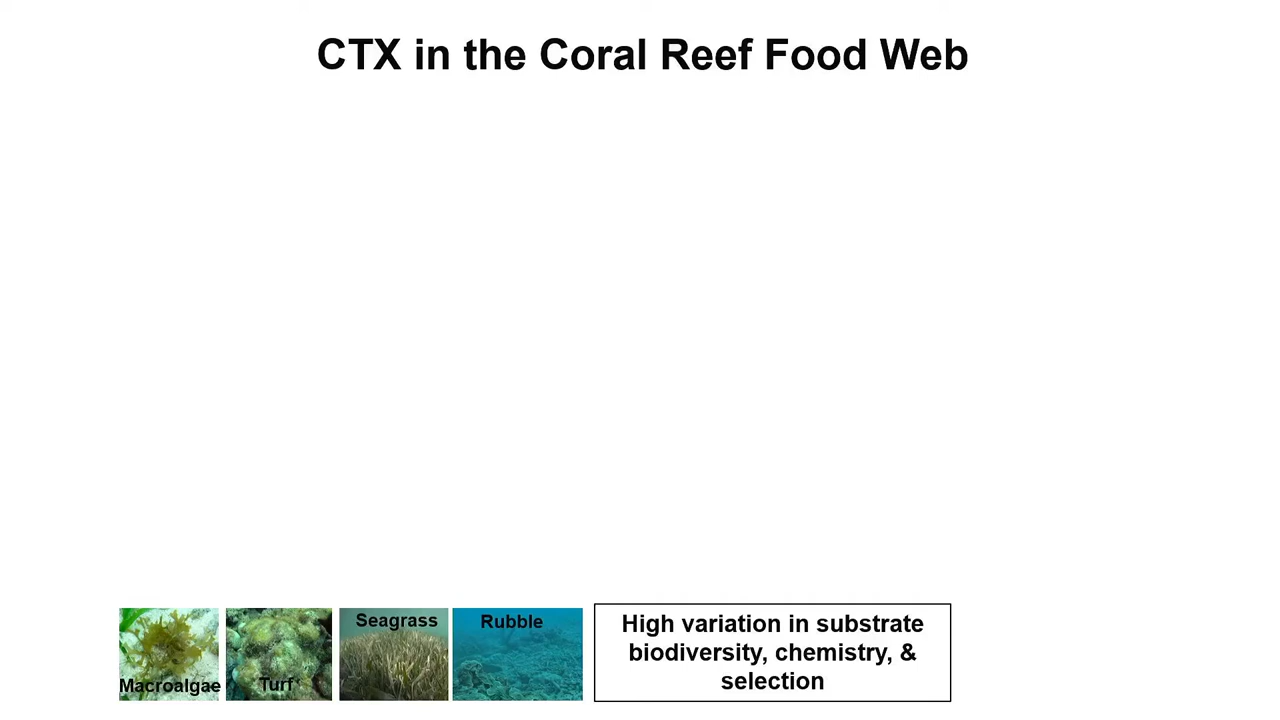 CTX in the Coral Reef Food Web
Macroalgae
Turf
Seagrass
Rubble
High variation in substrate
biodiversity, chemistry, &
selection